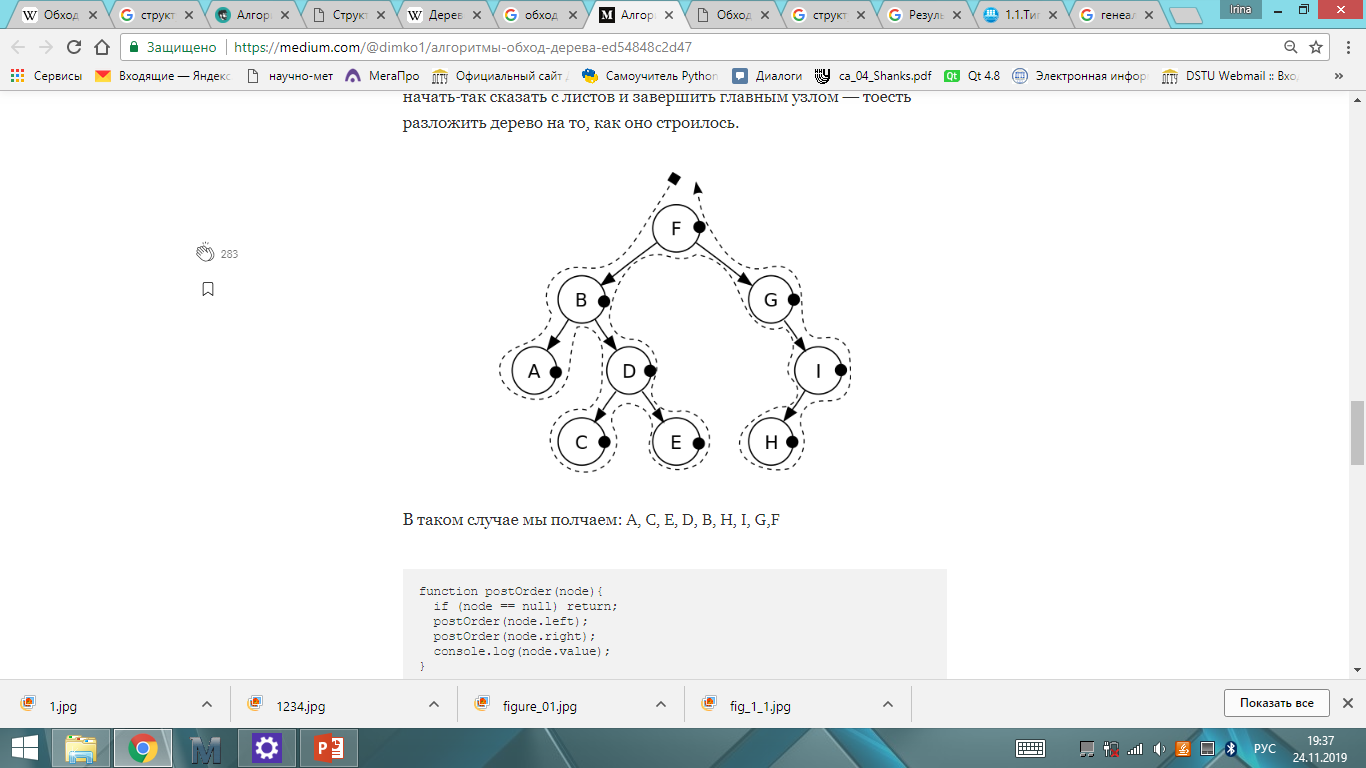 Обход
структ
Алгор
Структ
Дерев
обход
Алгор
Обход
структ
Резуль
1.1.Ти
генеал
Irina
Защищено https://medium.com/@dimko1/алгоритмы-обход-дерева-ed54848c2d47
Сервисы Входящие — Яндекс научно-мет МегаПро Официальный сайт Самоучитель Python Диалоги ca_04_Shanks.pdf Qt 4.8 Электронная инфор DSTU Webmail :: Вхо »
начать-так сказать с листов и завершить главным узлом — тоесть
разложить дерево на то, как оно строилось.
283
F
B G
A D I
C E H
В таком случае мы полчаем: A, C, E, D, B, H, I, G,F
function postOrder(node){
if (node == null) return;
postOrder(node.left);
postOrder(node.right);
console.log(node.value);
}
1.jpg
1234.jpg
figure_01.jpg
fig_1_1.jpg
Показать все
РУС
19:37
24.11.2019